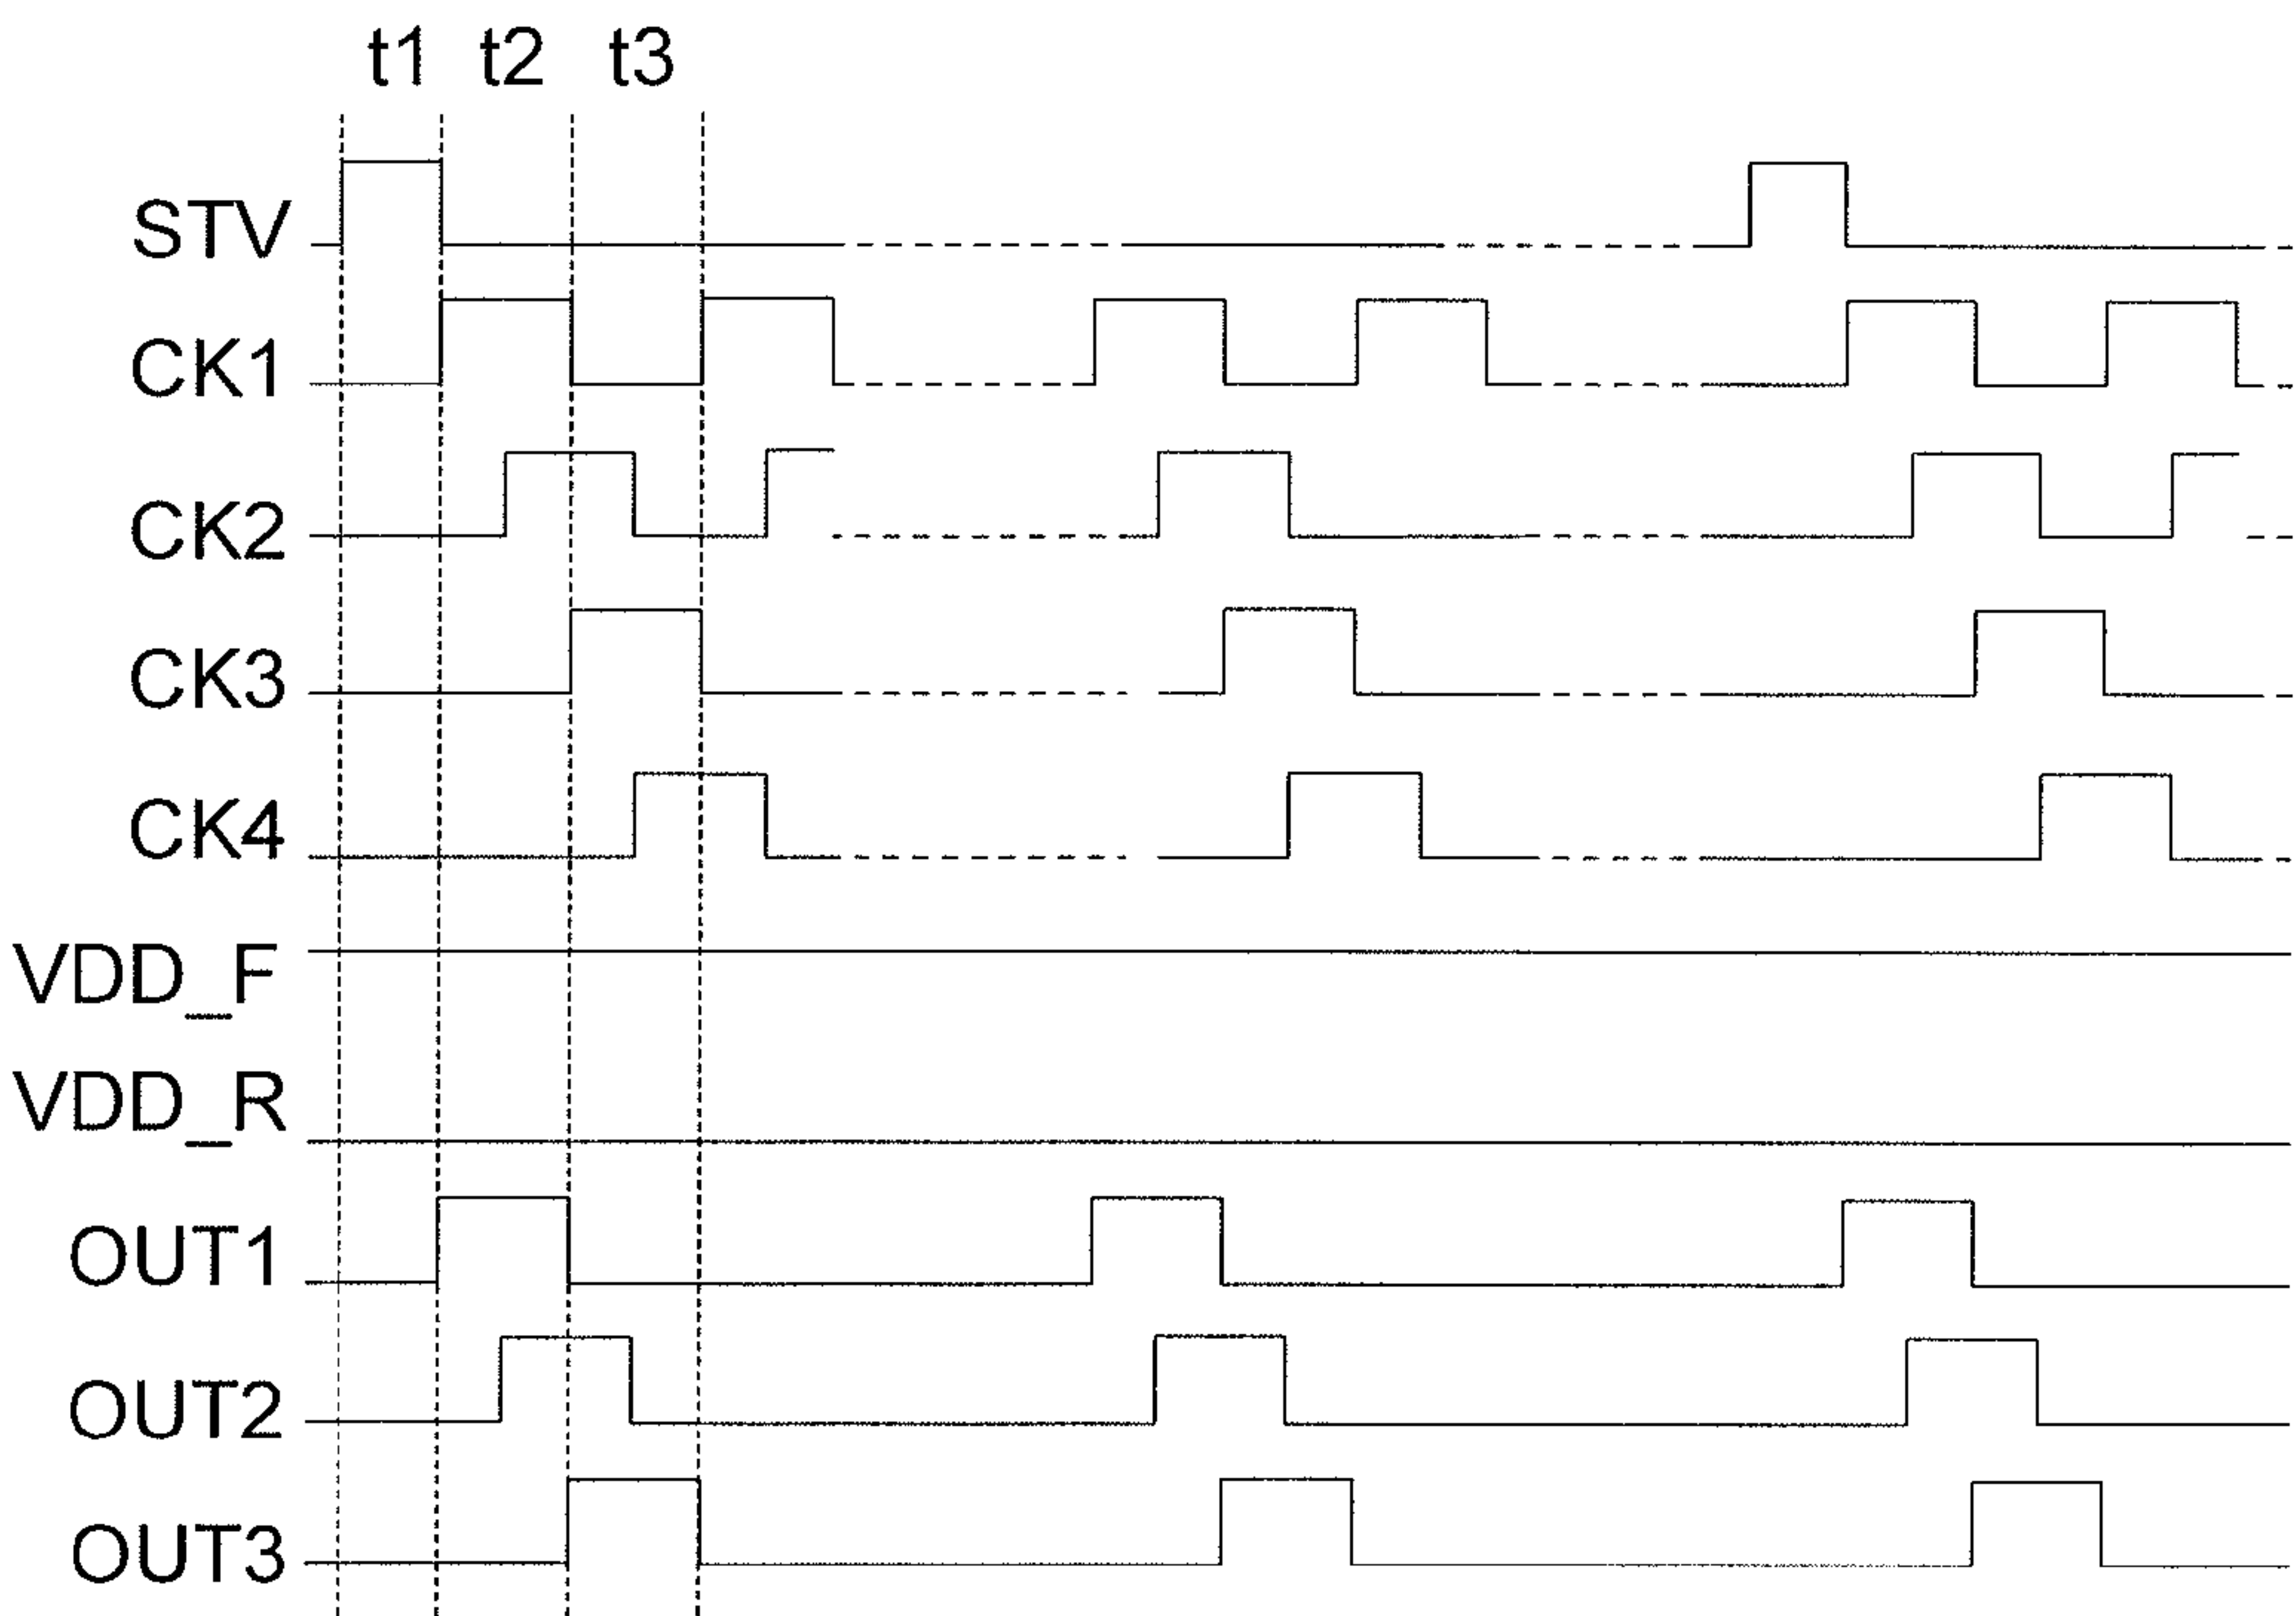 t1 t2 t3
STV
CK1
CK2
CK3
CK4
VDD_F
VDD_R
OUT1
OUT2
OUT3